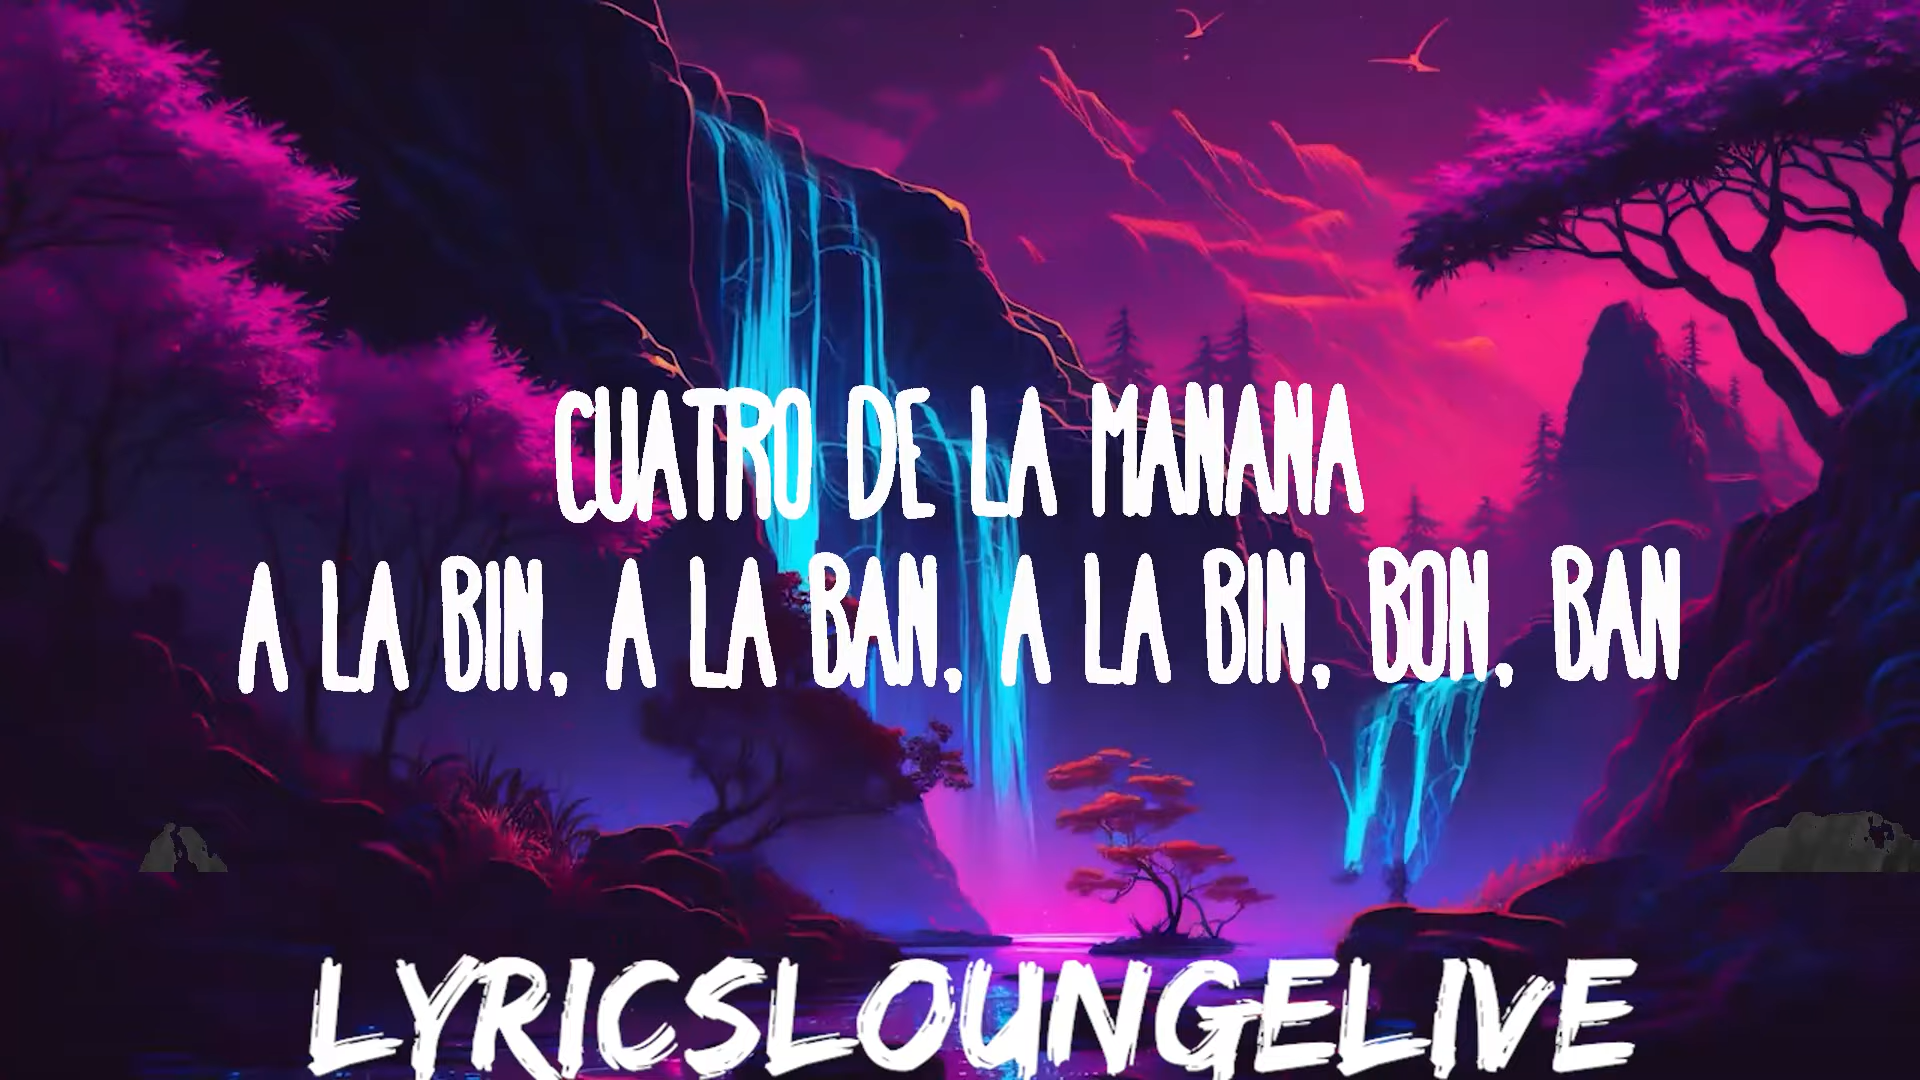 CUATRO DE LA MANANA
A LA BIN, A LA BAN, A LA BIN, BON, BAN
LYRICSLOUNGELIVE